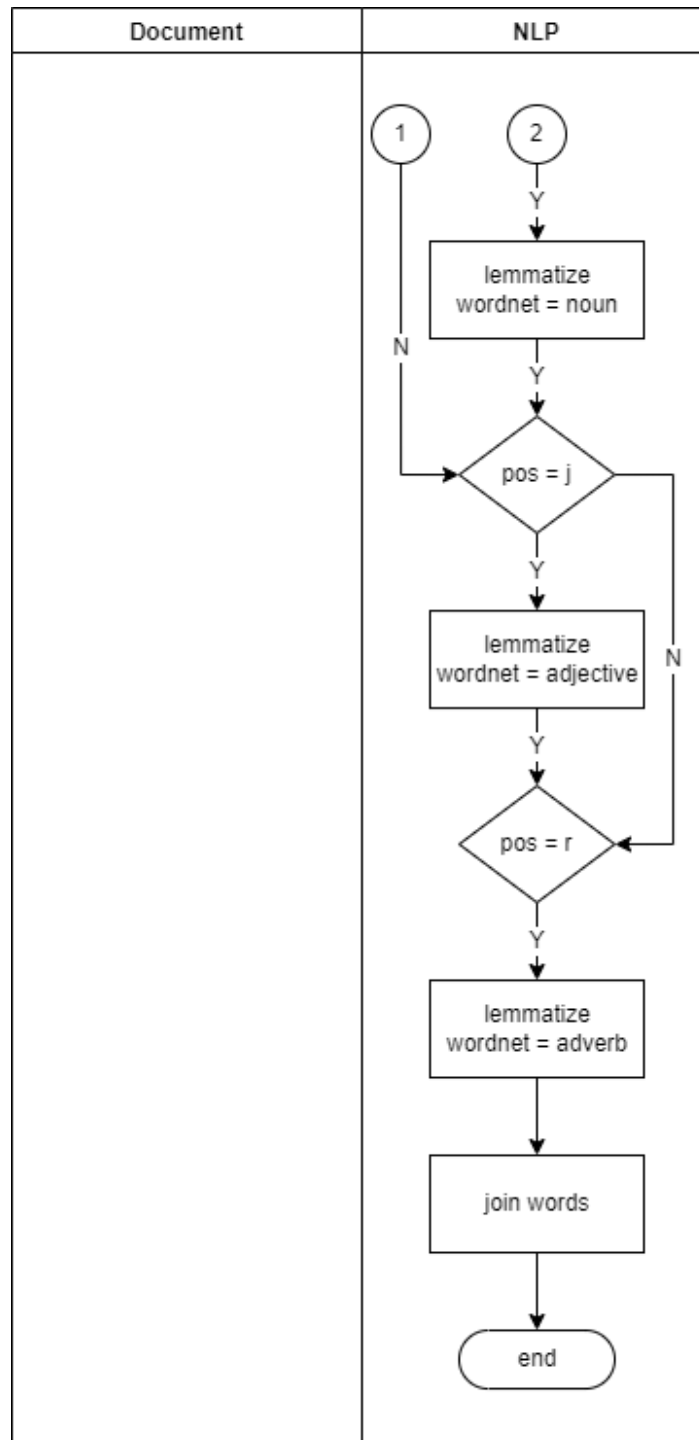 Document
NLP
1
2
Y
lemmatize
wordnet = noun
N
Y
pos = j
Y
lemmatize
wordnet = adjective
N
Y
pos = r
Y
lemmatize
wordnet = adverb
join words
end